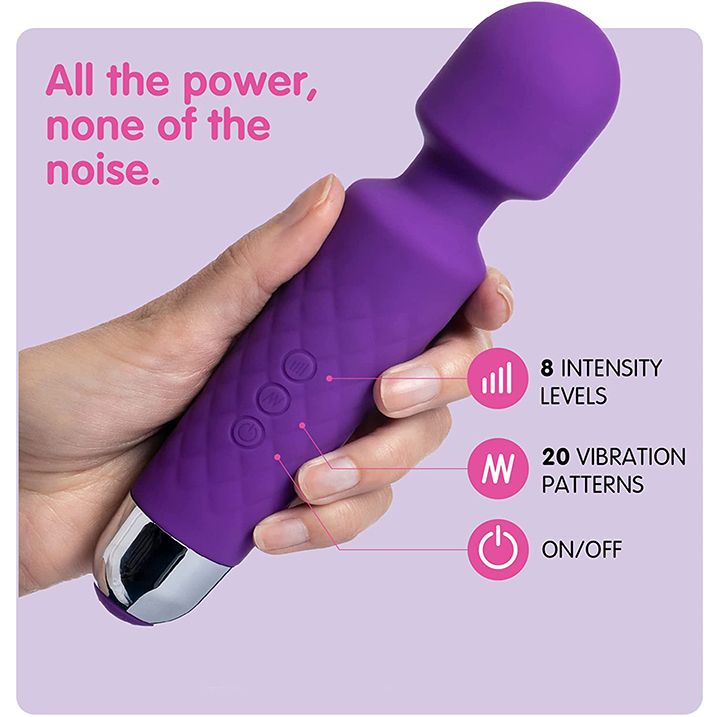 All the power,
none of the
noise.
8 INTENSITY
LEVELS
20 VIBRATION
PATTERNS
ON/OFF